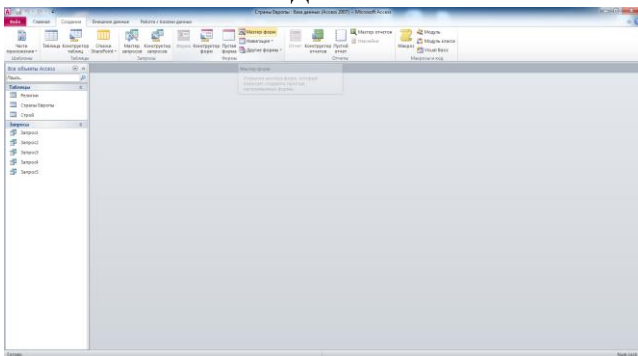 Д
Страны Европы : база данных (Access 2007) - Microsoft Access
Файл Главная Создание Внешние данные Работа с базами данных
Части приложения Таблица Конструктор таблиц Списки SharePoint Мастер запросов Конструктор запросов Форма Конструктор форм Пустая форма Мастер форм Навигация Другие формы Отчет Конструктор отчетов Пустой отчет Мастер отчетов Наклейки Макрос Модуль Модуль класса Visual Basic
Шаблоны Таблицы Запросы Формы Отчеты Макросы и код
Все объекты Access
Поиск...
Таблицы
Религии
Страны Европы
Строй
Запросы
Запрос1
Запрос2
Запрос3
Запрос4
Запрос5
Мастер форм
Готово